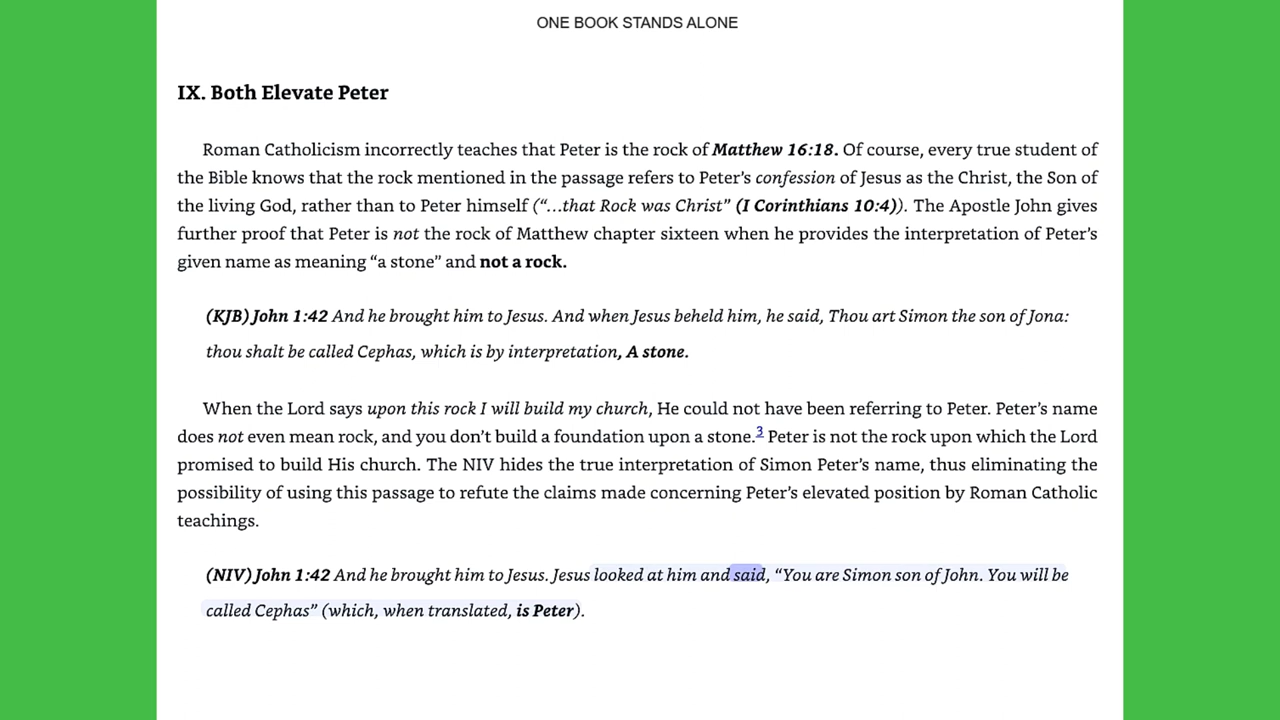 ONE BOOK STANDS ALONE
IX. Both Elevate Peter
Roman Catholicism incorrectly teaches that Peter is the rock of Matthew 16:18. Of course, every true student of
the Bible knows that the rock mentioned in the passage refers to Peter’s confession of Jesus as the Christ, the Son of
the living God, rather than to Peter himself (“…that Rock was Christ” (I Corinthians 10:4)). The Apostle John gives
further proof that Peter is not the rock of Matthew chapter sixteen when he provides the interpretation of Peter’s
given name as meaning “a stone” and not a rock.
(KJB) John 1:42 And he brought him to Jesus. And when Jesus beheld him, he said, Thou art Simon the son of Jona:
thou shalt be called Cephas, which is by interpretation, A stone.
When the Lord says upon this rock I will build my church, He could not have been referring to Peter. Peter’s name
does not even mean rock, and you don’t build a foundation upon a stone.3 Peter is not the rock upon which the Lord
promised to build His church. The NIV hides the true interpretation of Simon Peter’s name, thus eliminating the
possibility of using this passage to refute the claims made concerning Peter’s elevated position by Roman Catholic
teachings.
(NIV) John 1:42 And he brought him to Jesus. Jesus looked at him and said, “You are Simon son of John. You will be
called Cephas” (which, when translated, is Peter).